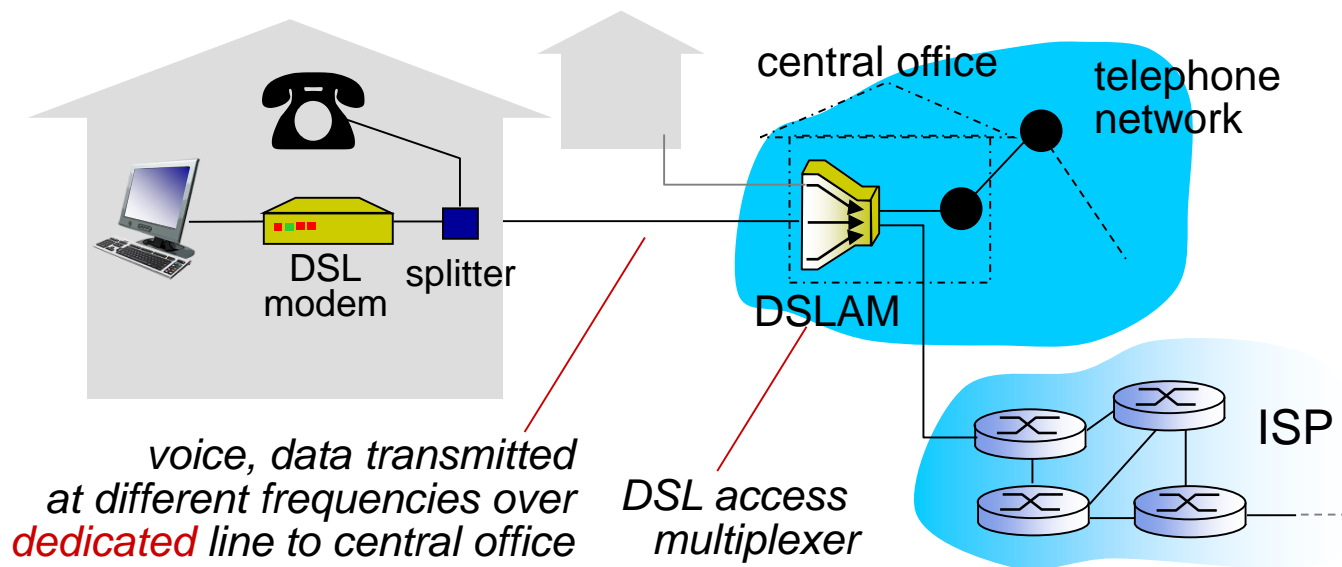 central office
telephone
network
DSL
modem
splitter
DSLAM
ISP
voice, data transmitted
at different frequencies over
dedicated line to central office
DSL access
multiplexer